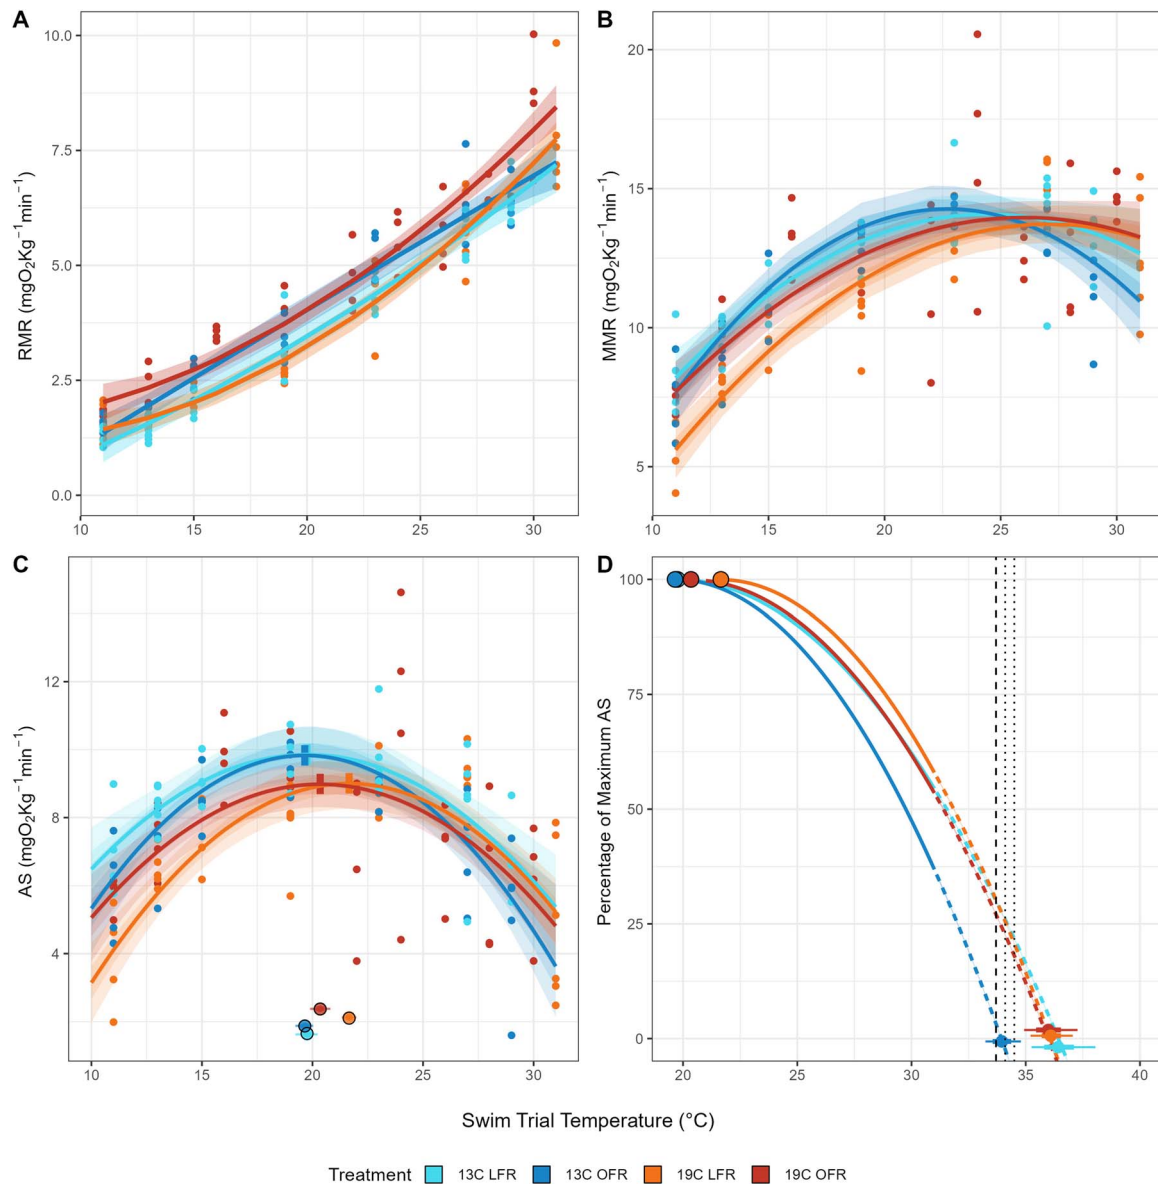 A
B
10.0
7.5
5.0
2.5
0.0
RMR (mgO₂Kg⁻¹min⁻¹)
10 15 20 25 30
20
15
10
5
MMR (mgO₂Kg⁻¹min⁻¹)
10 15 20 25 30
C
D
12
8
4
AS (mgO₂Kg⁻¹min⁻¹)
10 15 20 25 30
100
75
50
25
0
Percentage of Maximum AS
20 25 30 35 40
Swim Trial Temperature (°C)
Treatment 13C LFR 13C OFR 19C LFR 19C OFR